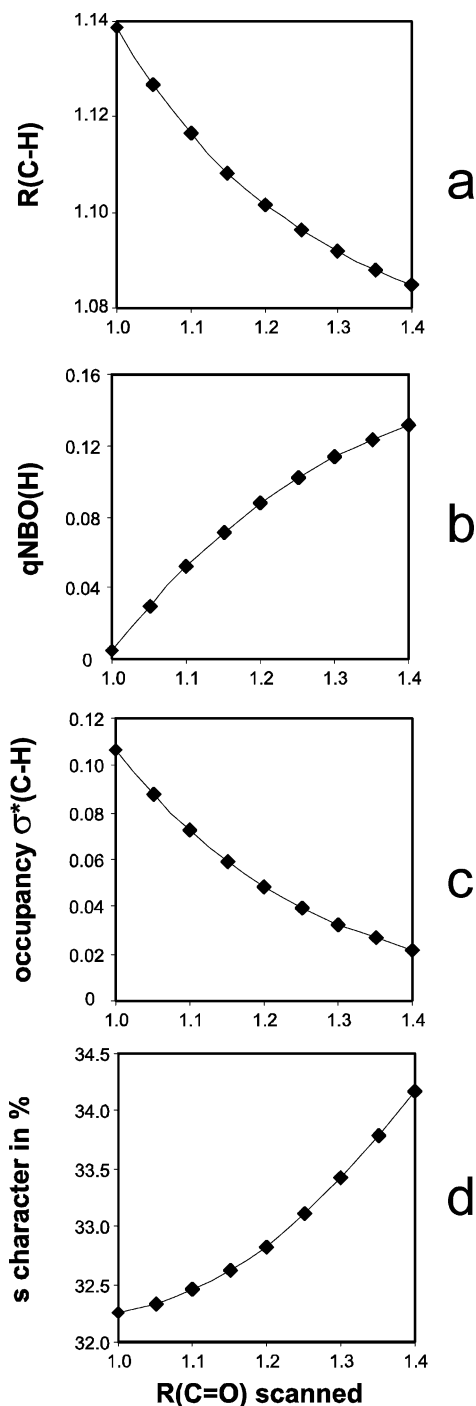 1.14
1.12
1.10
1.08
R(C-H)
1.0 1.1 1.2 1.3 1.4
a
0.16
0.12
0.08
0.04
0
qNBO(H)
1.0 1.1 1.2 1.3 1.4
b
0.12
0.10
0.08
0.06
0.04
0.02
0
occupancy σ*(C-H)
1.0 1.1 1.2 1.3 1.4
c
34.5
34.0
33.5
33.0
32.5
32.0
s character in %
1.0 1.1 1.2 1.3 1.4
d
R(C=O) scanned